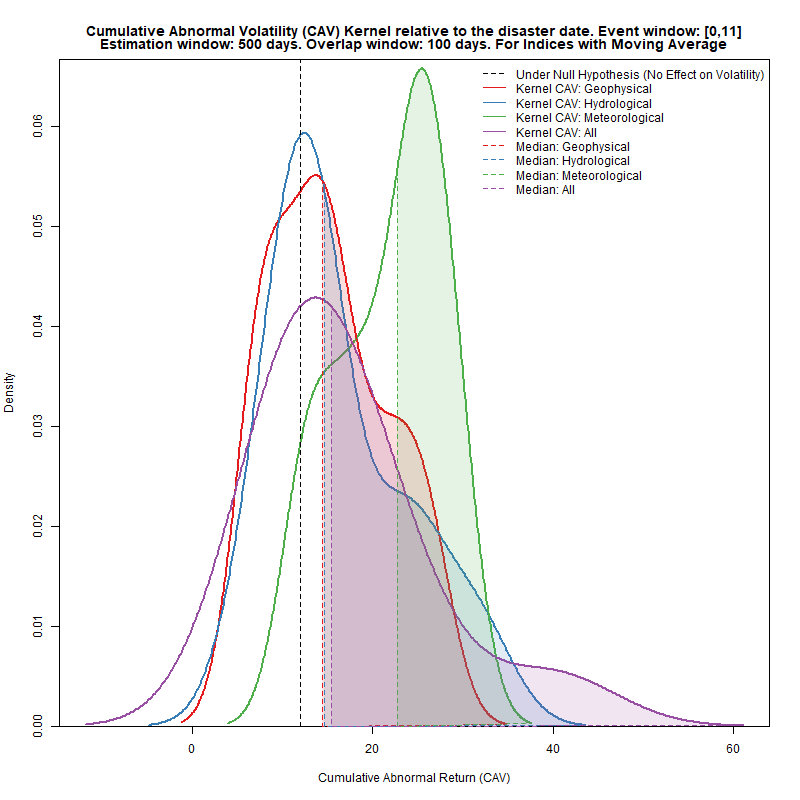 Cumulative Abnormal Volatility (CAV) Kernel relative to the disaster date. Event window: [0,11]
Estimation window: 500 days. Overlap window: 100 days. For Indices with Moving Average
Under Null Hypothesis (No Effect on Volatility)
Kernel CAV: Geophysical
Kernel CAV: Hydrological
Kernel CAV: Meteorological
Kernel CAV: All
Median: Geophysical
Median: Hydrological
Median: Meteorological
Median: All
0.06
0.05
0.04
0.03
0.02
0.01
0.00
Density
0 20 40 60
Cumulative Abnormal Return (CAV)